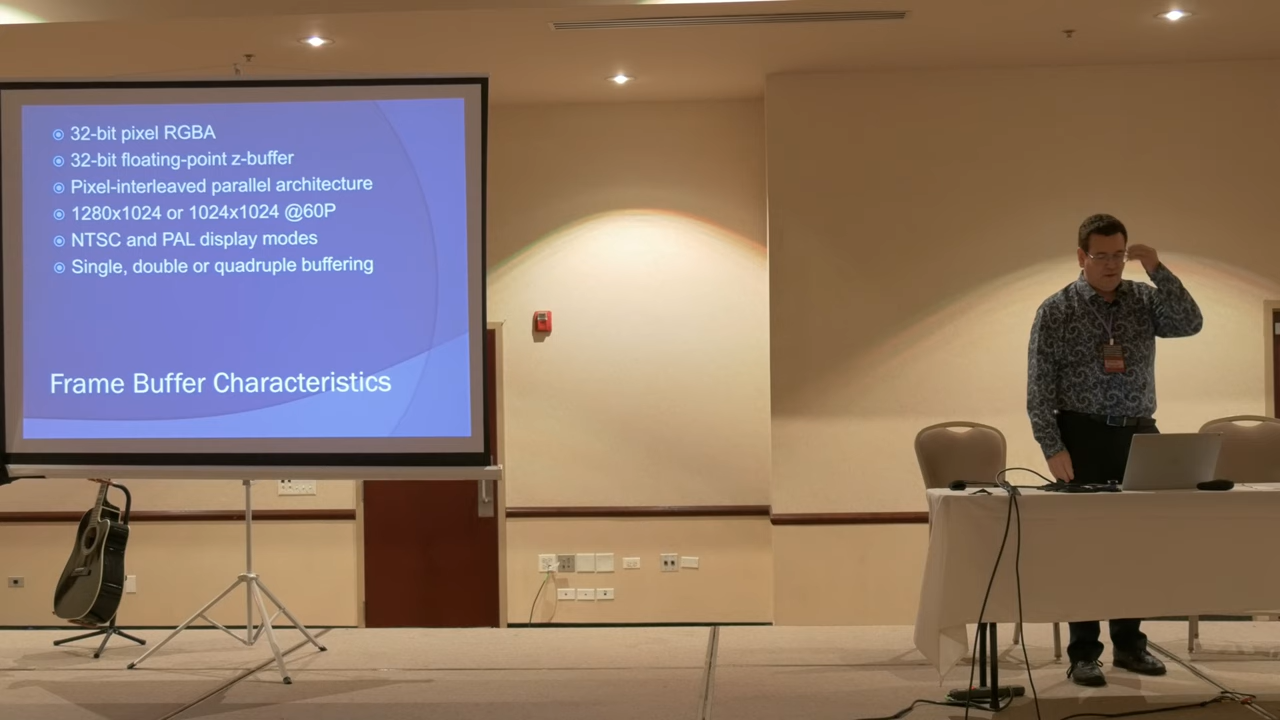 32-bit pixel RGBA
32-bit floating-point z-buffer
Pixel-interleaved parallel architecture
1280x1024 or 1024x1024 @60P
NTSC and PAL display modes
Single, double or quadruple buffering
Frame Buffer Characteristics